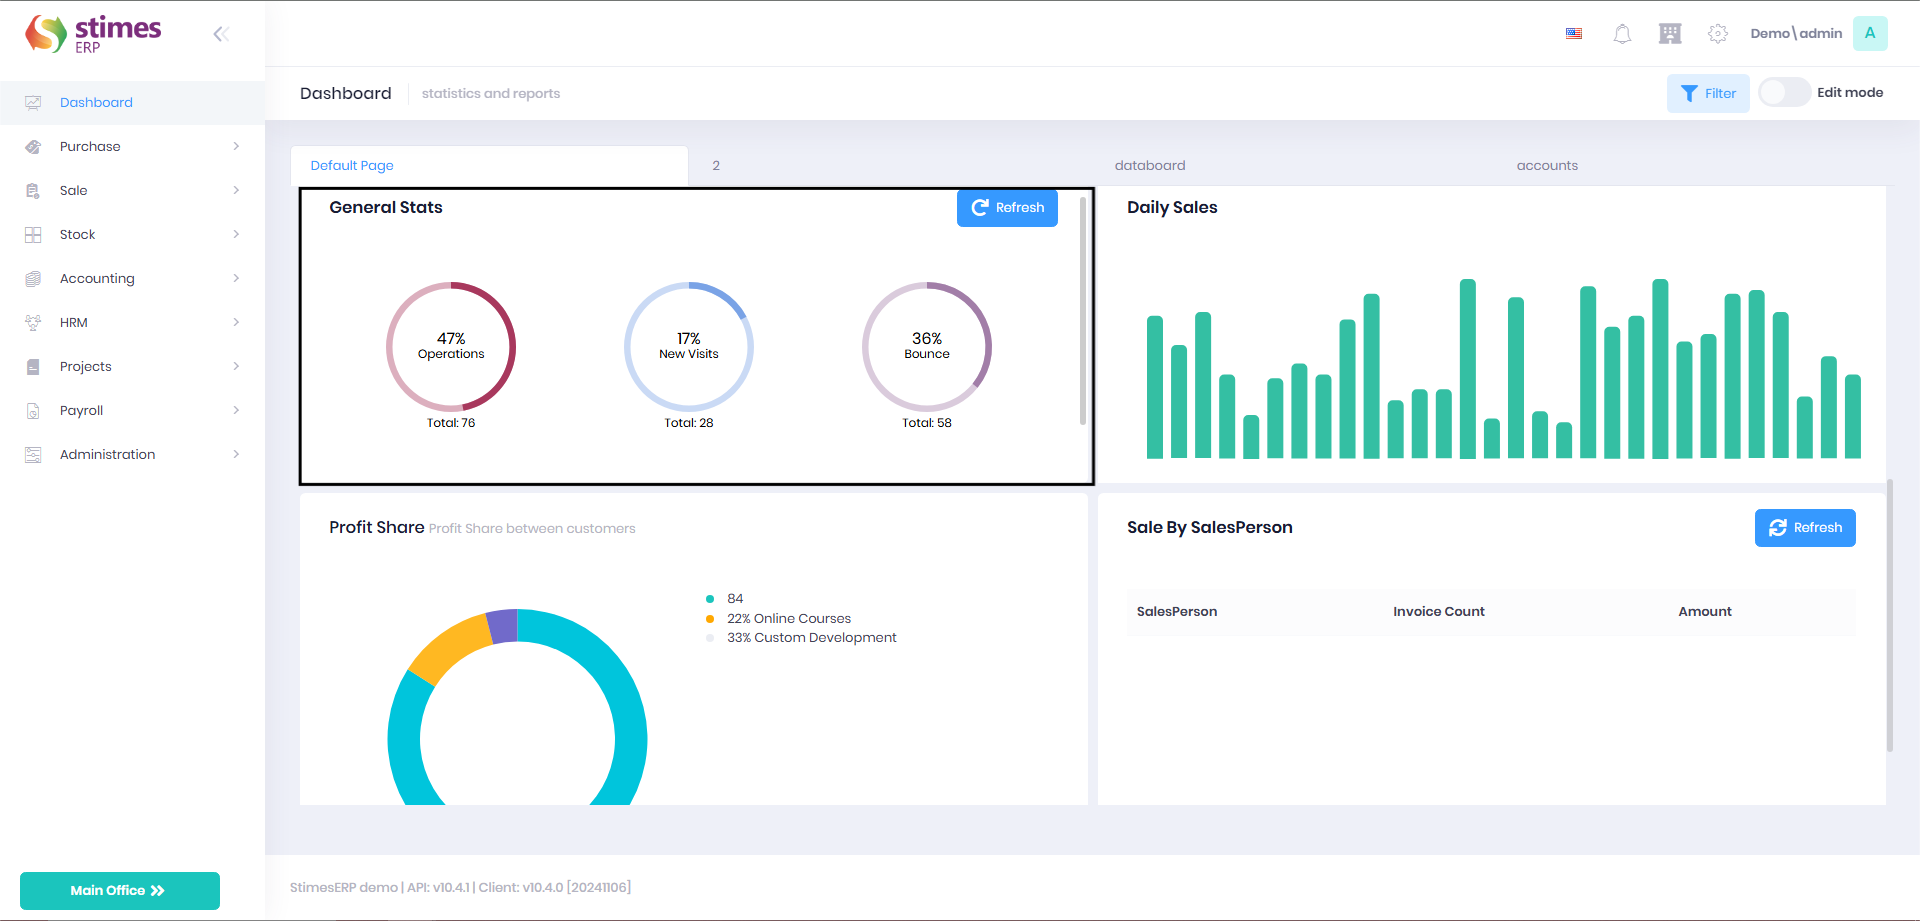 stimes
ERP
Demo\admin
A
Dashboard
statistics and reports
Filter
Edit mode
Dashboard
Purchase
Sale
Stock
Accounting
HRM
Projects
Payroll
Administration
Main Office
Default Page
2
databoard
accounts
General Stats
Refresh
47%
Operations
Total: 76
17%
New Visits
Total: 28
36%
Bounce
Total: 58
Daily Sales
Profit Share Profit Share between customers
84
22% Online Courses
33% Custom Development
Sale By SalesPerson
Refresh
SalesPerson Invoice Count Amount
StimesERP demo | API: v10.4.1 | Client: v10.4.0 [20241106]